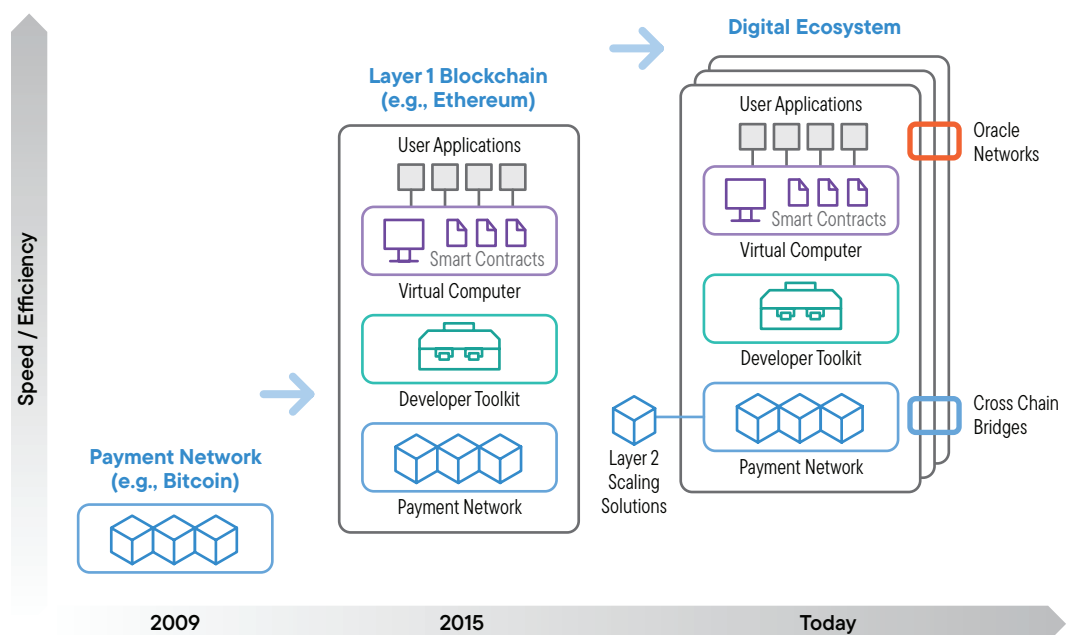 Speed / Efficiency
Payment Network
(e.g., Bitcoin)
Layer 1 Blockchain
(e.g., Ethereum)
User Applications
Smart Contracts
Virtual Computer
Developer Toolkit
Payment Network
Digital Ecosystem
User Applications
Smart Contracts
Virtual Computer
Developer Toolkit
Payment Network
Layer 2
Scaling
Solutions
Oracle
Networks
Cross Chain
Bridges
2009
2015
Today